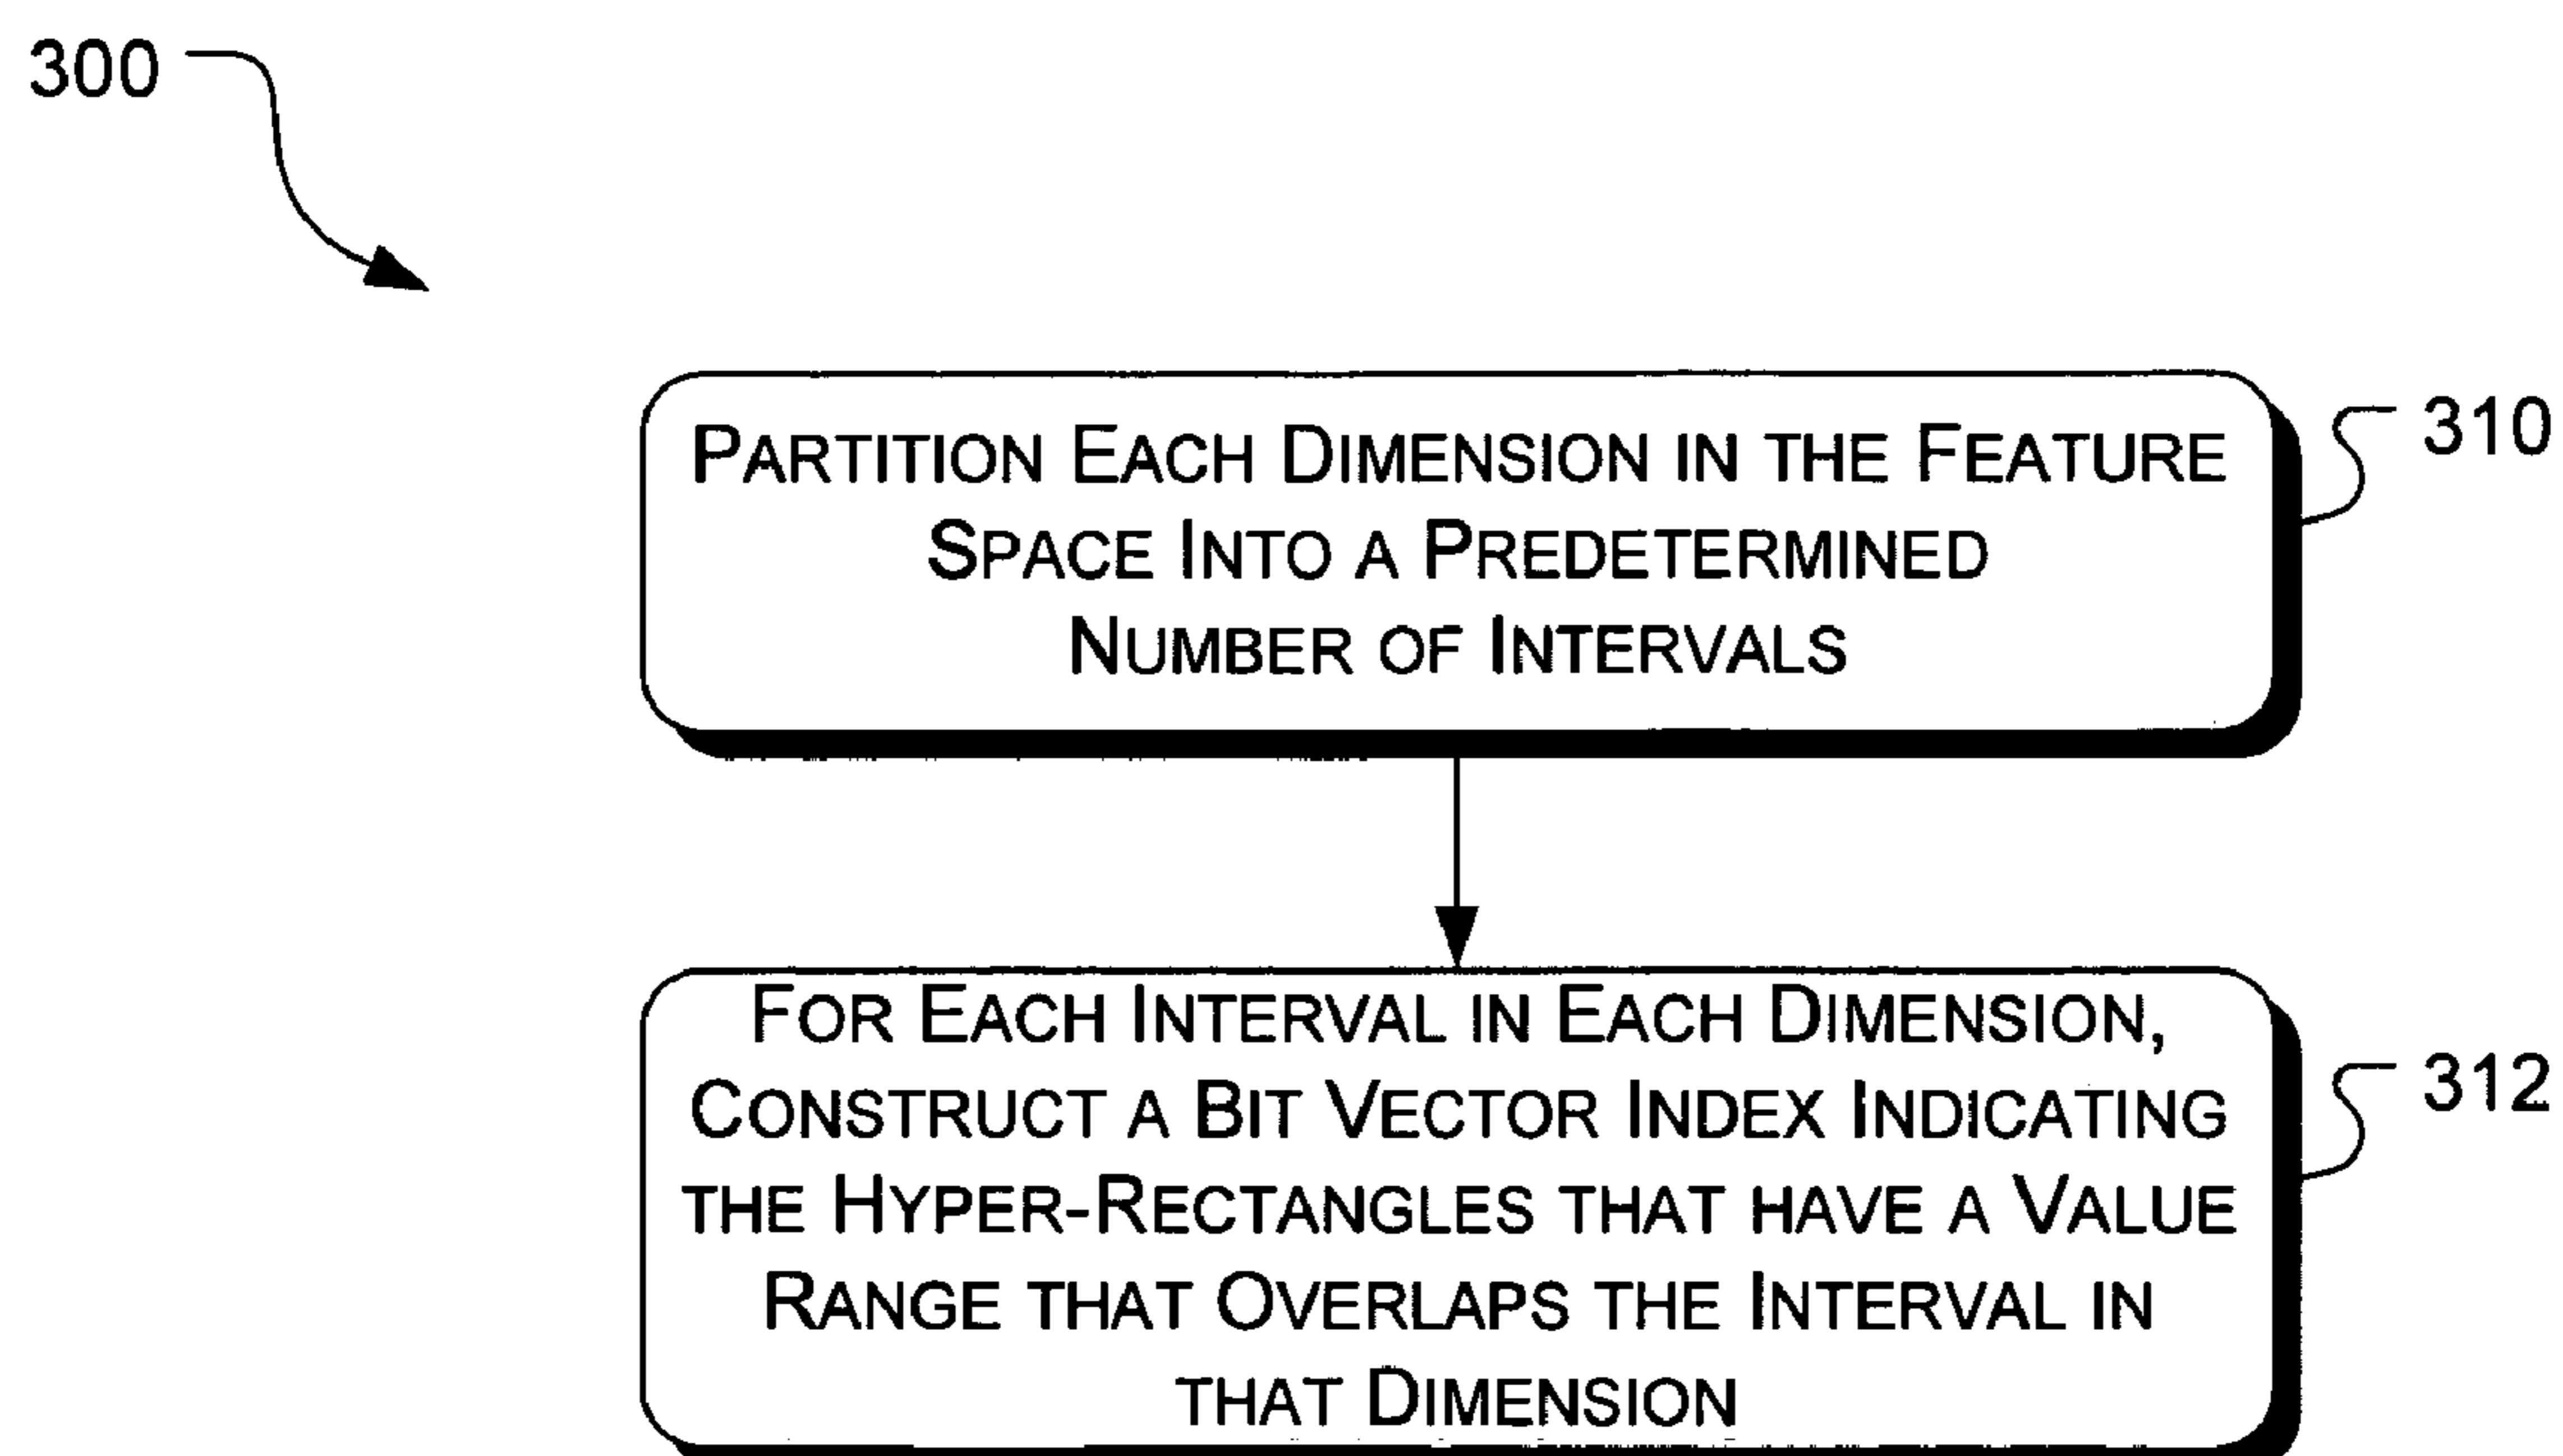 300
PARTITION EACH DIMENSION IN THE FEATURE
SPACE INTO A PREDETERMINED
NUMBER OF INTERVALS
310
FOR EACH INTERVAL IN EACH DIMENSION,
CONSTRUCT A BIT VECTOR INDEX INDICATING
THE HYPER-RECTANGLES THAT HAVE A VALUE
RANGE THAT OVERLAPS THE INTERVAL IN
THAT DIMENSION
312